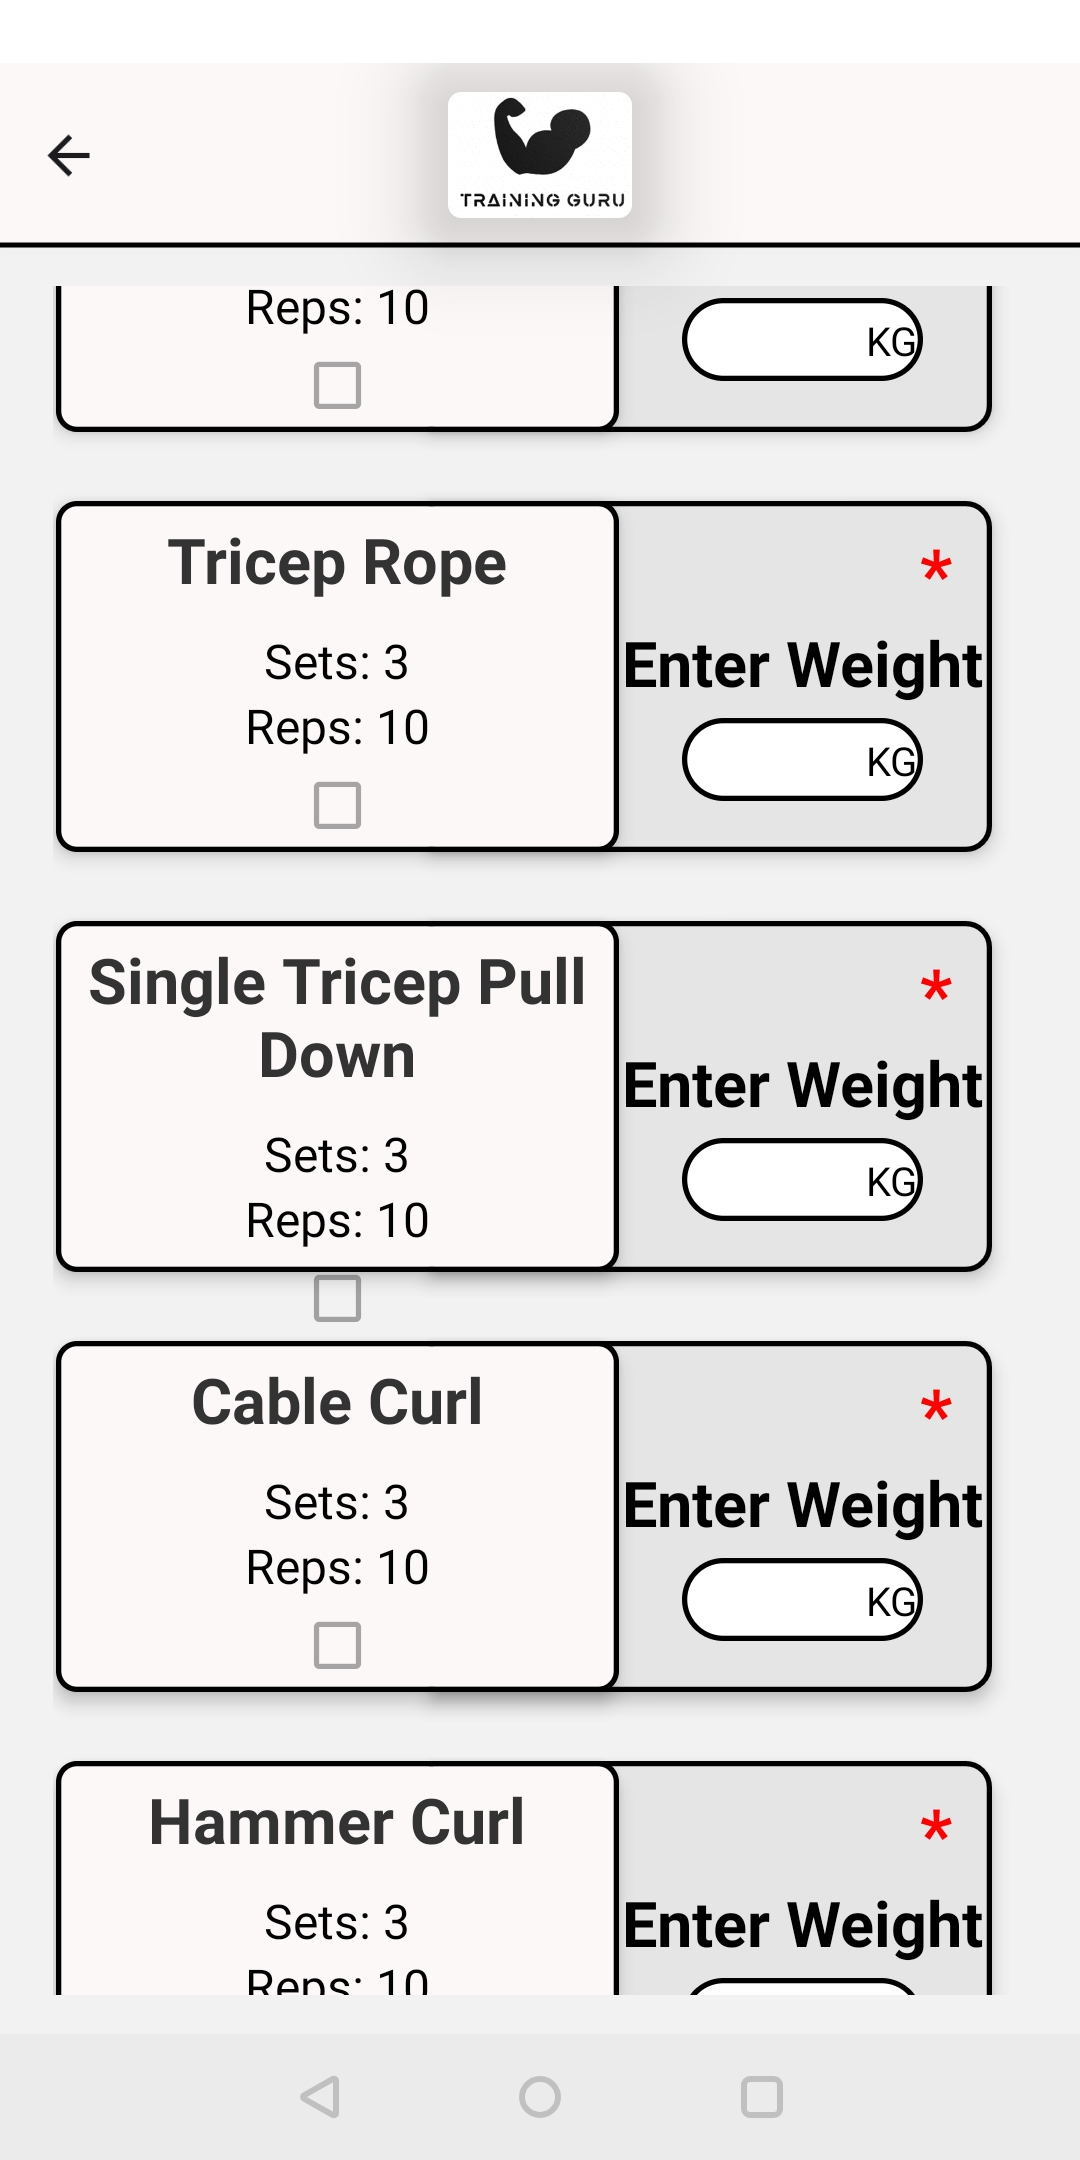 TRAINING GURU
Reps: 10
KG
Tricep Rope
Sets: 3
Reps: 10
*
Enter Weight
KG
Single Tricep Pull
Down
Sets: 3
Reps: 10
*
Enter Weight
KG
Cable Curl
Sets: 3
Reps: 10
*
Enter Weight
KG
Hammer Curl
Sets: 3
Reps: 10
*
Enter Weight